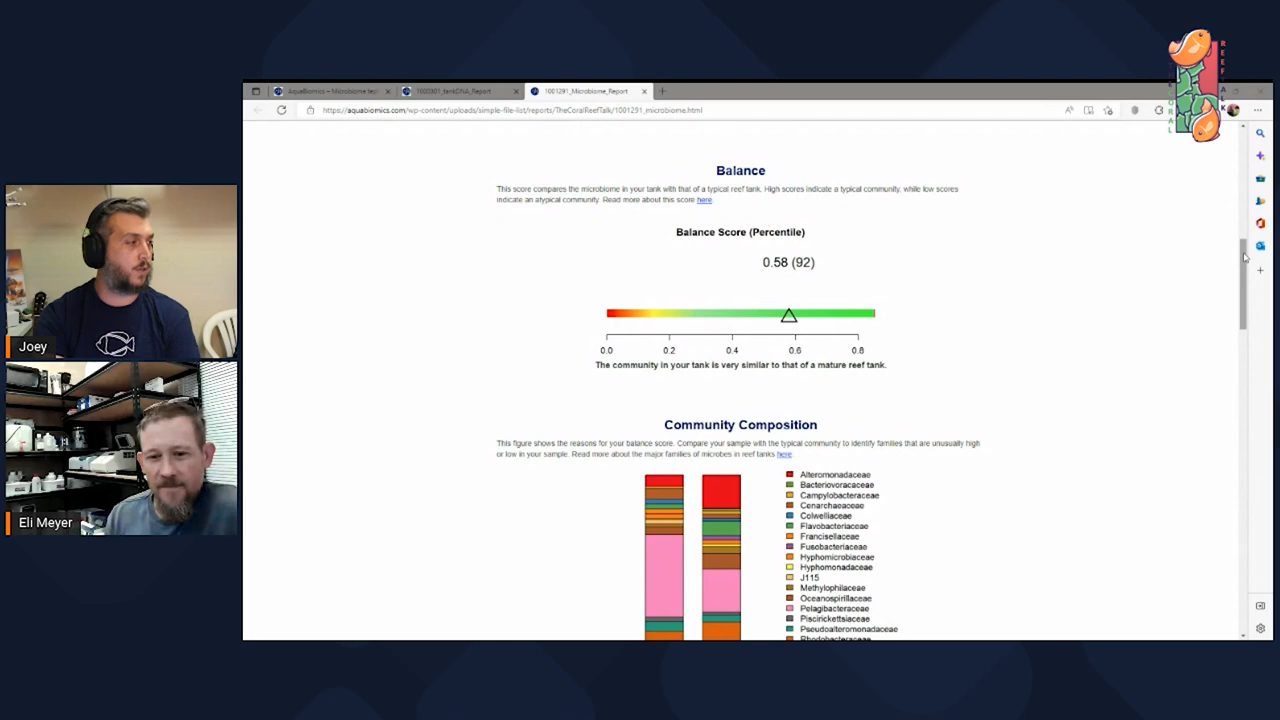 AquaBiomics – Microbiome test
1000301_tankDNA_Report
1001291_Microbiome_Report
https://aquabiomics.com/wp-content/uploads/simple-file-list/reports/TheCoralReefTalk/1001291_microbiome.html
CORAL
REEFTALK
Balance
This score compares the microbiome in your tank with that of a typical reef tank. High scores indicate a typical community, while low scores
indicate an atypical community. Read more about this score here.
Balance Score (Percentile)
0.58 (92)
0.0 0.2 0.4 0.6 0.8
The community in your tank is very similar to that of a mature reef tank.
Joey
Eli Meyer
Community Composition
This figure shows the reasons for your balance score. Compare your sample with the typical community to identify families that are unusually high
or low in your sample. Read more about the major families of microbes in reef tanks here.
Alteromonadaceae
Bacteriovoracaceae
Campylobacteraceae
Cenarchaeaceae
Colwelliaceae
Flavobacteriaceae
Francisellaceae
Fusobacteriaceae
Hyphomicrobiaceae
Hyphomonadaceae
J115
Methylophilaceae
Oceanospirillaceae
Pelagibacteraceae
Piscirickettsiaceae
Pseudoalteromonadaceae
Rhodobacteraceae